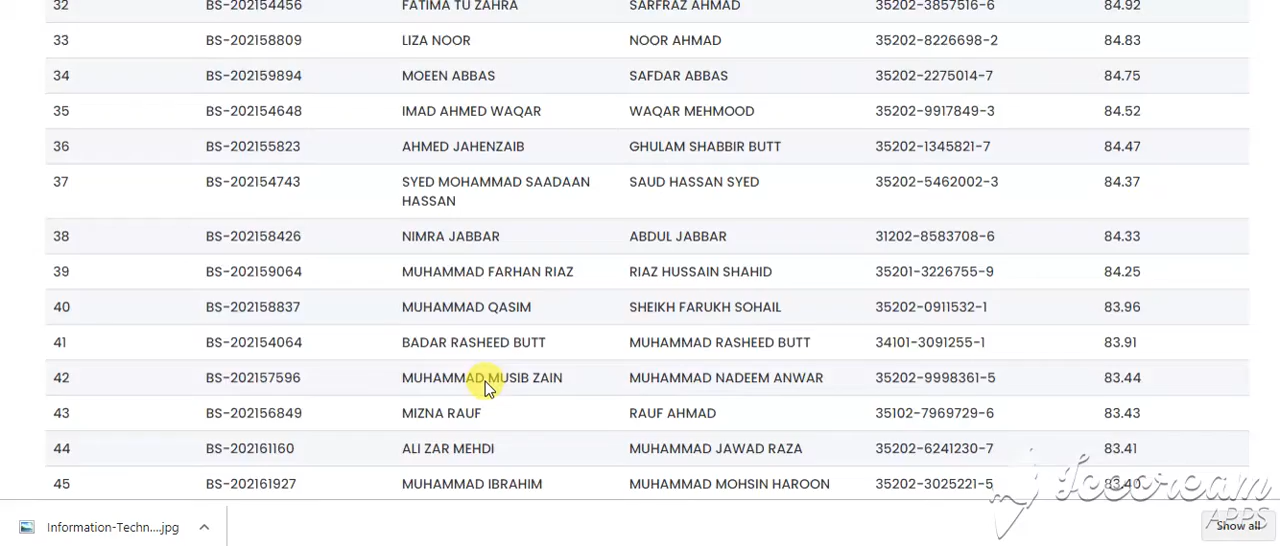 32 BS-202154456 FATIMA TU ZAHRA SARFRAZ AHMAD 35202-3857516-6 84.92
33 BS-202158809 LIZA NOOR NOOR AHMAD 35202-8226698-2 84.83
34 BS-202159894 MOEEN ABBAS SAFDAR ABBAS 35202-2275014-7 84.75
35 BS-202154648 IMAD AHMED WAQAR WAQAR MEHMOOD 35202-9917849-3 84.52
36 BS-202155823 AHMED JAHENZAIB GHULAM SHABBIR BUTT 35202-1345821-7 84.47
37 BS-202154743 SYED MOHAMMAD SAADAAN SAUD HASSAN SYED 35202-5462002-3 84.37
HASSAN
38 BS-202158426 NIMRA JABBAR ABDUL JABBAR 31202-8583708-6 84.33
39 BS-202159064 MUHAMMAD FARHAN RIAZ RIAZ HUSSAIN SHAHID 35201-3226755-9 84.25
40 BS-202158837 MUHAMMAD QASIM SHEIKH FARUKH SOHAIL 35202-0911532-1 83.96
41 BS-202154064 BADAR RASHEED BUTT MUHAMMAD RASHEED BUTT 34101-3091255-1 83.91
42 BS-202157596 MUHAMMAD MUSIB ZAIN MUHAMMAD NADEEM ANWAR 35202-9998361-5 83.44
43 BS-202156849 MIZNA RAUF RAUF AHMAD 35102-7969729-6 83.43
44 BS-202161160 ALI ZAR MEHDI MUHAMMAD JAWAD RAZA 35202-6241230-7 83.41
45 BS-202161927 MUHAMMAD IBRAHIM MUHAMMAD MOHSIN HAROON 35202-3025221-5 83.40
Icecream
APPS
Information-Techn....jpg
Show all